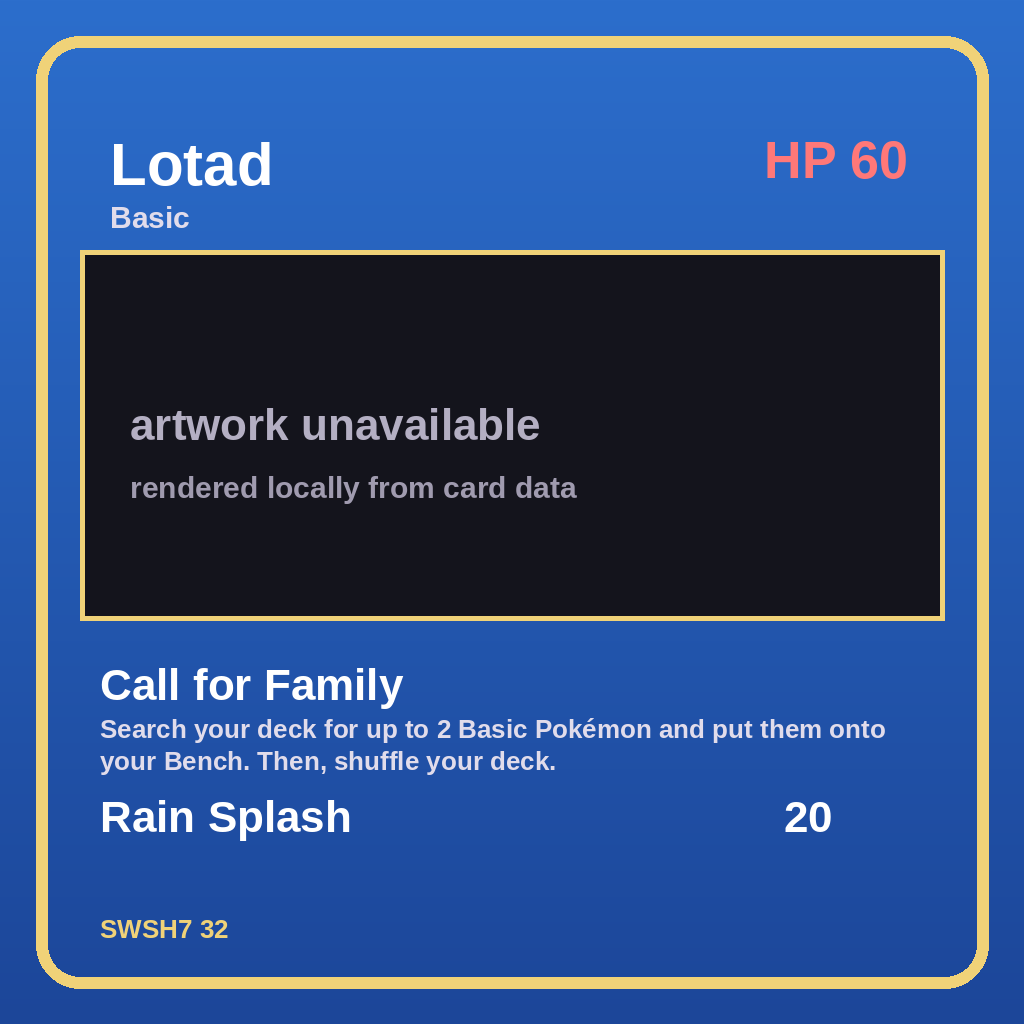 Lotad
HP 60
Basic
artwork unavailable
rendered locally from card data
Call for Family
Search your deck for up to 2 Basic Pokémon and put them onto
your Bench. Then, shuffle your deck.
Rain Splash 20
SWSH7 32